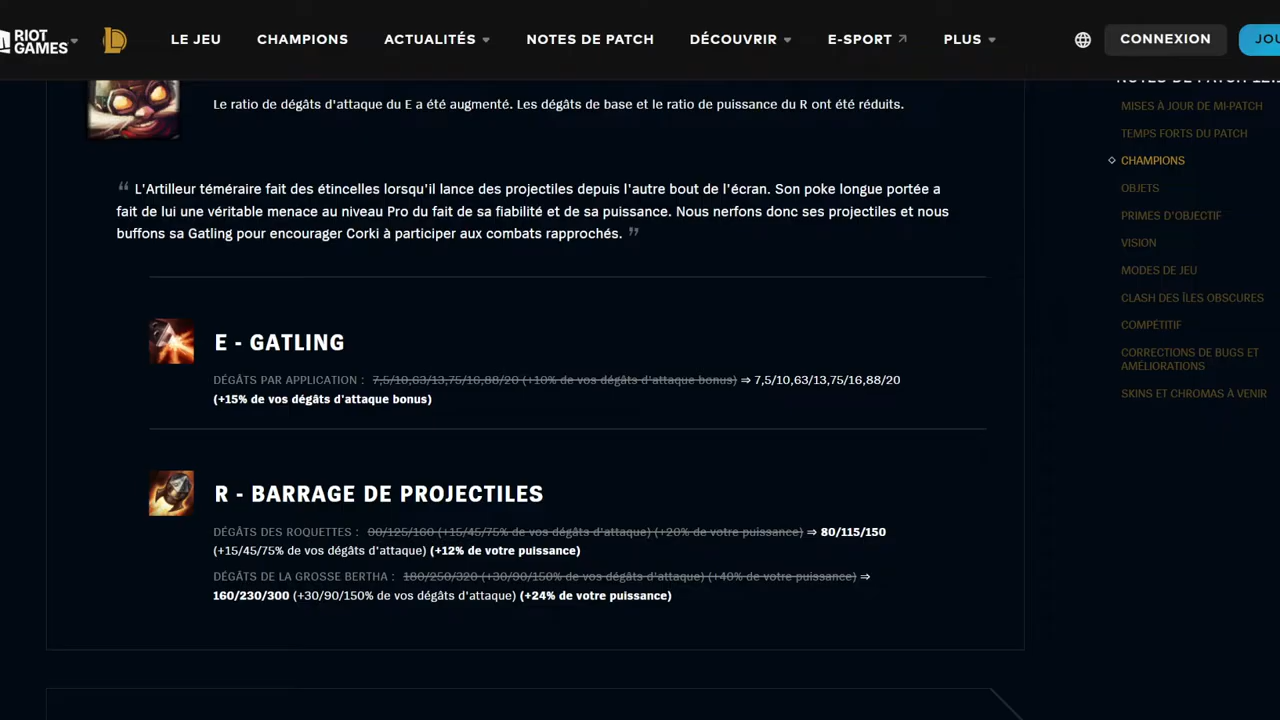 RIOT
GAMES
LE JEU
CHAMPIONS
ACTUALITÉS
NOTES DE PATCH
DÉCOUVRIR
E-SPORT
PLUS
CONNEXION
Le ratio de dégâts d'attaque du E a été augmenté. Les dégâts de base et le ratio de puissance du R ont été réduits.
“ L'Artilleur téméraire fait des étincelles lorsqu'il lance des projectiles depuis l'autre bout de l'écran. Son poke longue portée a
fait de lui une véritable menace au niveau Pro du fait de sa fiabilité et de sa puissance. Nous nerfons donc ses projectiles et nous
buffons sa Gatling pour encourager Corki à participer aux combats rapprochés. ”
E - GATLING
DÉGÂTS PAR APPLICATION : 7,5/10,63/13,75/16,88/20 (+10% de vos dégâts d'attaque bonus) ⇒ 7,5/10,63/13,75/16,88/20
(+15% de vos dégâts d'attaque bonus)
R - BARRAGE DE PROJECTILES
DÉGÂTS DES ROQUETTES : 90/125/160 (+15/45/75% de vos dégâts d'attaque) (+20% de votre puissance) ⇒ 80/115/150
(+15/45/75% de vos dégâts d'attaque) (+12% de votre puissance)
DÉGÂTS DE LA GROSSE BERTHA : 180/250/320 (+30/90/150% de vos dégâts d'attaque) (+40% de votre puissance) ⇒
160/230/300 (+30/90/150% de vos dégâts d'attaque) (+24% de votre puissance)
NOTES DE PATCH
MISES À JOUR DE MI-PATCH
TEMPS FORTS DU PATCH
CHAMPIONS
OBJETS
PRIMES D'OBJECTIF
VISION
MODES DE JEU
CLASH DES ÎLES OBSCURES
COMPÉTITIF
CORRECTIONS DE BUGS ET
AMÉLIORATIONS
SKINS ET CHROMAS À VENIR